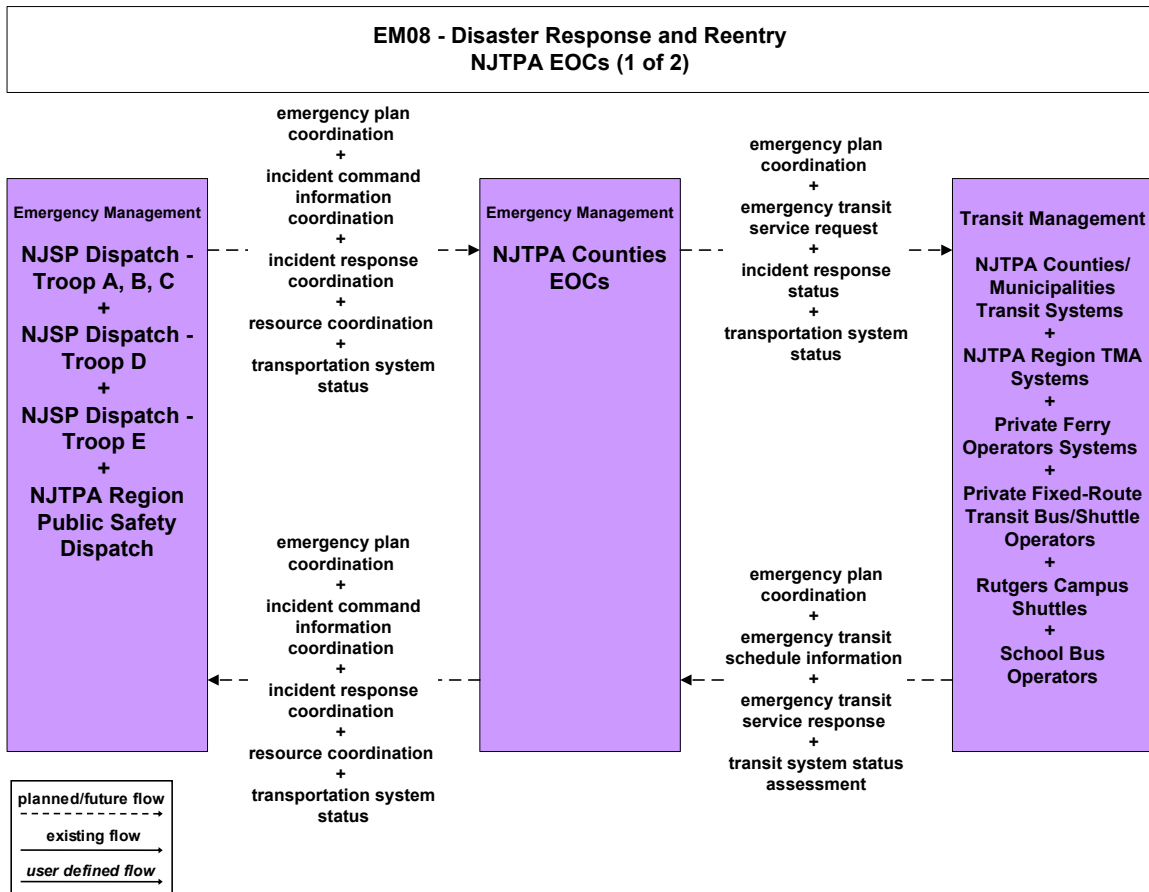 EM08 - Disaster Response and Reentry
NJTPA EOCs (1 of 2)
Emergency Management
NJSP Dispatch -
Troop A, B, C
+
NJSP Dispatch -
Troop D
+
NJSP Dispatch -
Troop E
+
NJTPA Region
Public Safety
Dispatch
emergency plan
coordination
+
incident command
information
coordination
+
incident response
coordination
+
resource coordination
+
transportation system
status
emergency plan
coordination
+
incident command
information
coordination
+
incident response
coordination
+
resource coordination
+
transportation system
status
Emergency Management
NJTPA Counties
EOCs
emergency plan
coordination
+
emergency transit
service request
+
incident response
status
+
transportation system
status
emergency plan
coordination
+
emergency transit
schedule information
+
emergency transit
service response
+
transit system status
assessment
Transit Management
NJTPA Counties/
Municipalities
Transit Systems
+
NJTPA Region TMA
Systems
+
Private Ferry
Operators Systems
+
Private Fixed-Route
Transit Bus/Shuttle
Operators
+
Rutgers Campus
Shuttles
+
School Bus
Operators
planned/future flow
existing flow
user defined flow